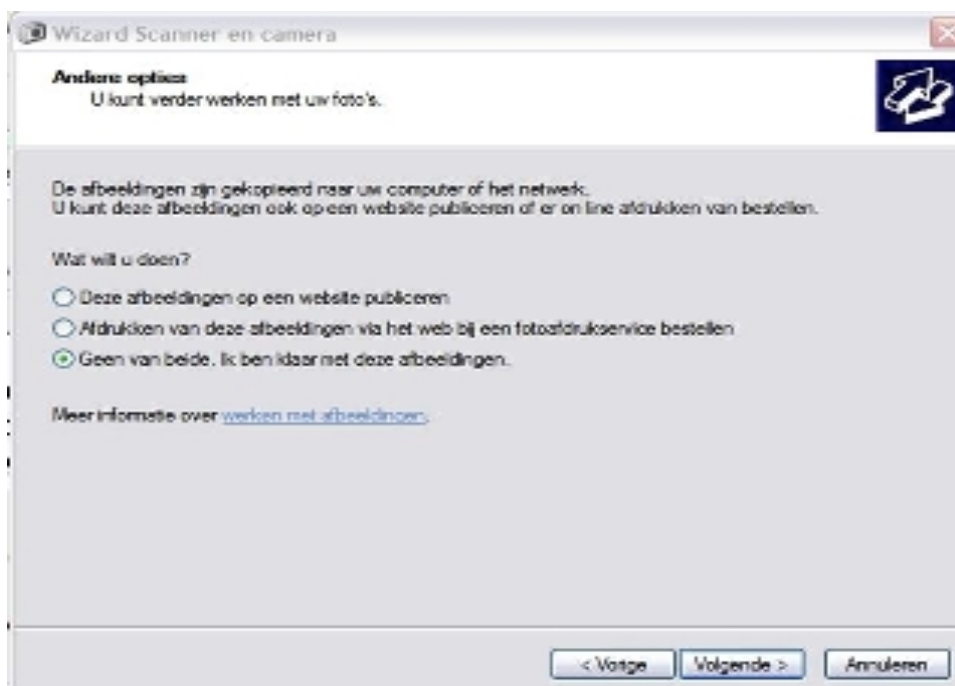 Wizard Scanner en camera
Andere opties
U kunt verder werken met uw foto's.
De afbeeldingen zijn gekopieerd naar uw computer of het netwerk.
U kunt deze afbeeldingen ook op een website publiceren of er on line afdrukken van bestellen.
Wat wilt u doen?
Deze afbeeldingen op een website publiceren
Afdrukken van deze afbeeldingen via het web bij een fotoafdrukservice bestellen
Geen van beide. Ik ben klaar met deze afbeeldingen.
Meer informatie over werken met afbeeldingen.
< Vorige Volgende > Annuleren